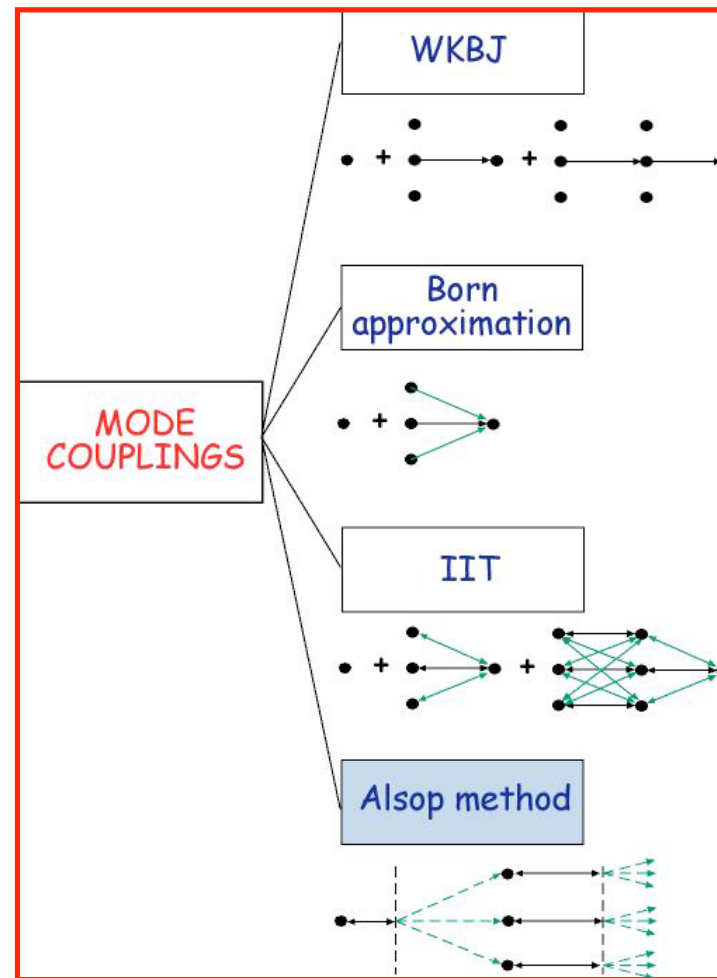 WKBJ
+ +
Born
approximation
+
MODE
COUPLINGS
IIT
+ +
Alsop method